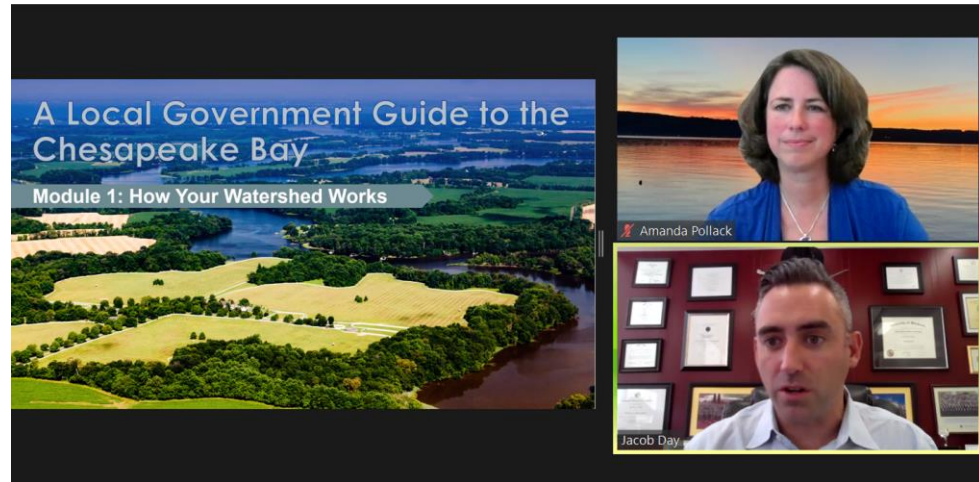 A Local Government Guide to the
Chesapeake Bay
Module 1: How Your Watershed Works
Amanda Pollack
Jacob Day